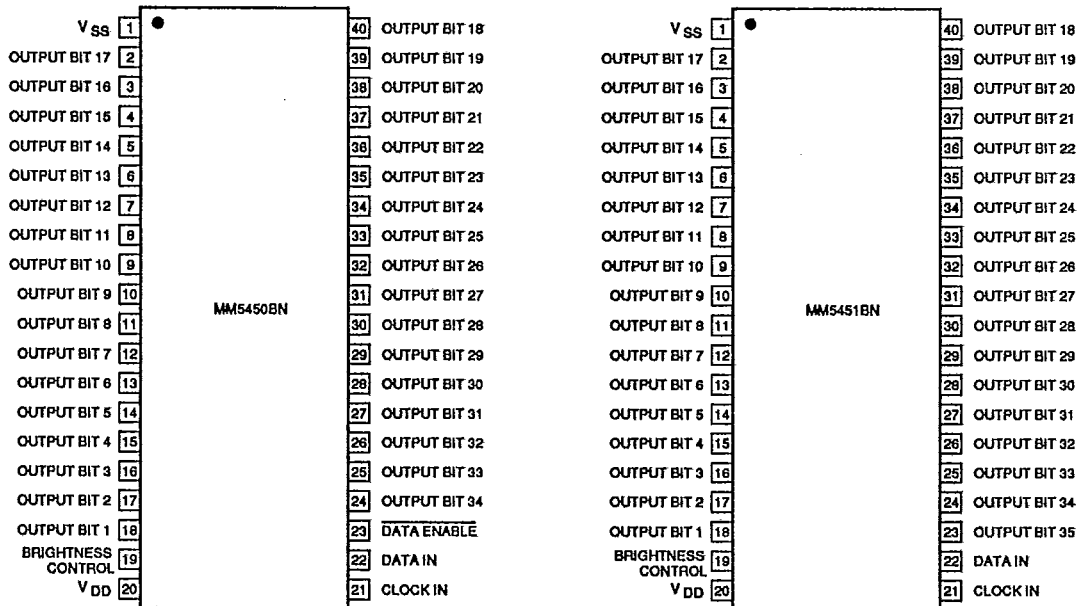 VSS 1
OUTPUT BIT 17 2
OUTPUT BIT 16 3
OUTPUT BIT 15 4
OUTPUT BIT 14 5
OUTPUT BIT 13 6
OUTPUT BIT 12 7
OUTPUT BIT 11 8
OUTPUT BIT 10 9
OUTPUT BIT 9 10
OUTPUT BIT 8 11
OUTPUT BIT 7 12
OUTPUT BIT 6 13
OUTPUT BIT 5 14
OUTPUT BIT 4 15
OUTPUT BIT 3 16
OUTPUT BIT 2 17
OUTPUT BIT 1 18
BRIGHTNESS
CONTROL 19
VDD 20
MM5450BN
40 OUTPUT BIT 18
39 OUTPUT BIT 19
38 OUTPUT BIT 20
37 OUTPUT BIT 21
36 OUTPUT BIT 22
35 OUTPUT BIT 23
34 OUTPUT BIT 24
33 OUTPUT BIT 25
32 OUTPUT BIT 26
31 OUTPUT BIT 27
30 OUTPUT BIT 28
29 OUTPUT BIT 29
28 OUTPUT BIT 30
27 OUTPUT BIT 31
26 OUTPUT BIT 32
25 OUTPUT BIT 33
24 OUTPUT BIT 34
23 DATA ENABLE
22 DATA IN
21 CLOCK IN
VSS 1
OUTPUT BIT 17 2
OUTPUT BIT 16 3
OUTPUT BIT 15 4
OUTPUT BIT 14 5
OUTPUT BIT 13 6
OUTPUT BIT 12 7
OUTPUT BIT 11 8
OUTPUT BIT 10 9
OUTPUT BIT 9 10
OUTPUT BIT 8 11
OUTPUT BIT 7 12
OUTPUT BIT 6 13
OUTPUT BIT 5 14
OUTPUT BIT 4 15
OUTPUT BIT 3 16
OUTPUT BIT 2 17
OUTPUT BIT 1 18
BRIGHTNESS
CONTROL 19
VDD 20
MM5451BN
40 OUTPUT BIT 18
39 OUTPUT BIT 19
38 OUTPUT BIT 20
37 OUTPUT BIT 21
36 OUTPUT BIT 22
35 OUTPUT BIT 23
34 OUTPUT BIT 24
33 OUTPUT BIT 25
32 OUTPUT BIT 26
31 OUTPUT BIT 27
30 OUTPUT BIT 28
29 OUTPUT BIT 29
28 OUTPUT BIT 30
27 OUTPUT BIT 31
26 OUTPUT BIT 32
25 OUTPUT BIT 33
24 OUTPUT BIT 34
23 OUTPUT BIT 35
22 DATA IN
21 CLOCK IN